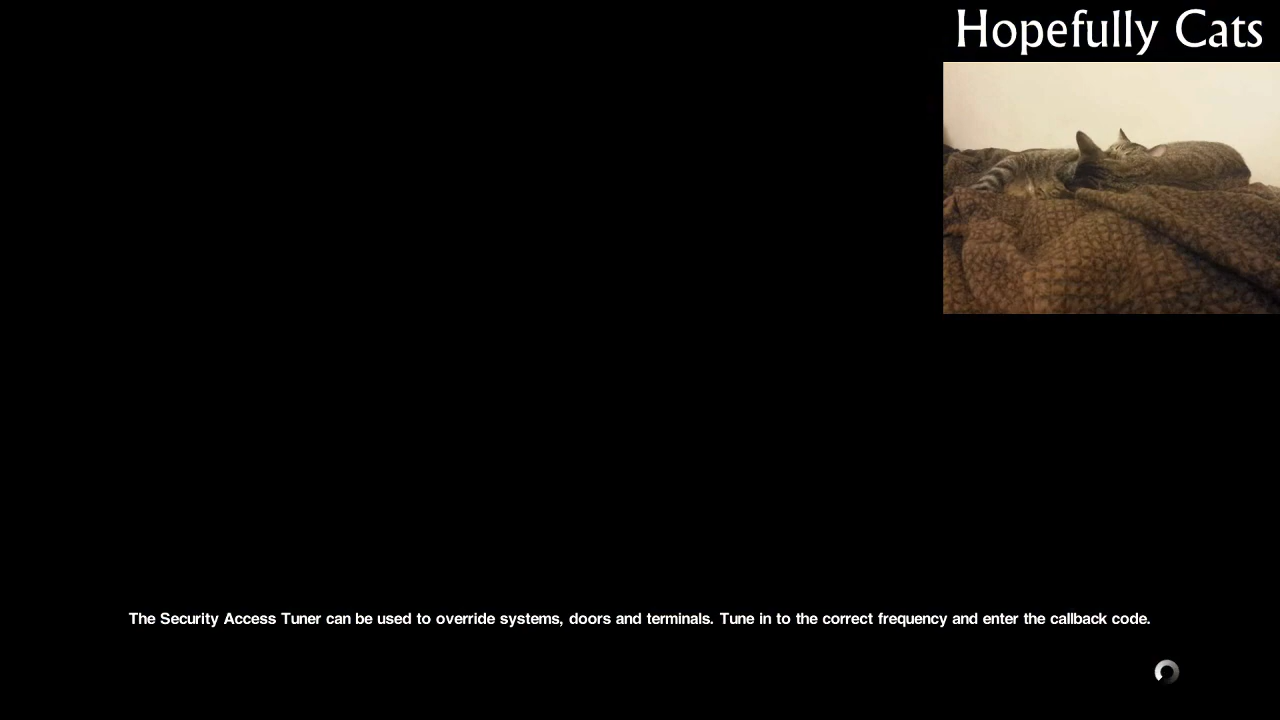 Hopefully Cats
The Security Access Tuner can be used to override systems, doors and terminals. Tune in to the correct frequency and enter the callback code.